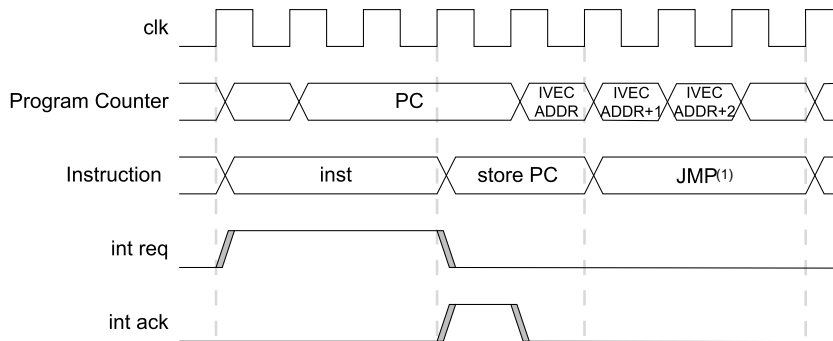 clk
Program Counter PC IVEC ADDR IVEC ADDR+1 IVEC ADDR+2
Instruction inst store PC JMP(1)
int req
int ack